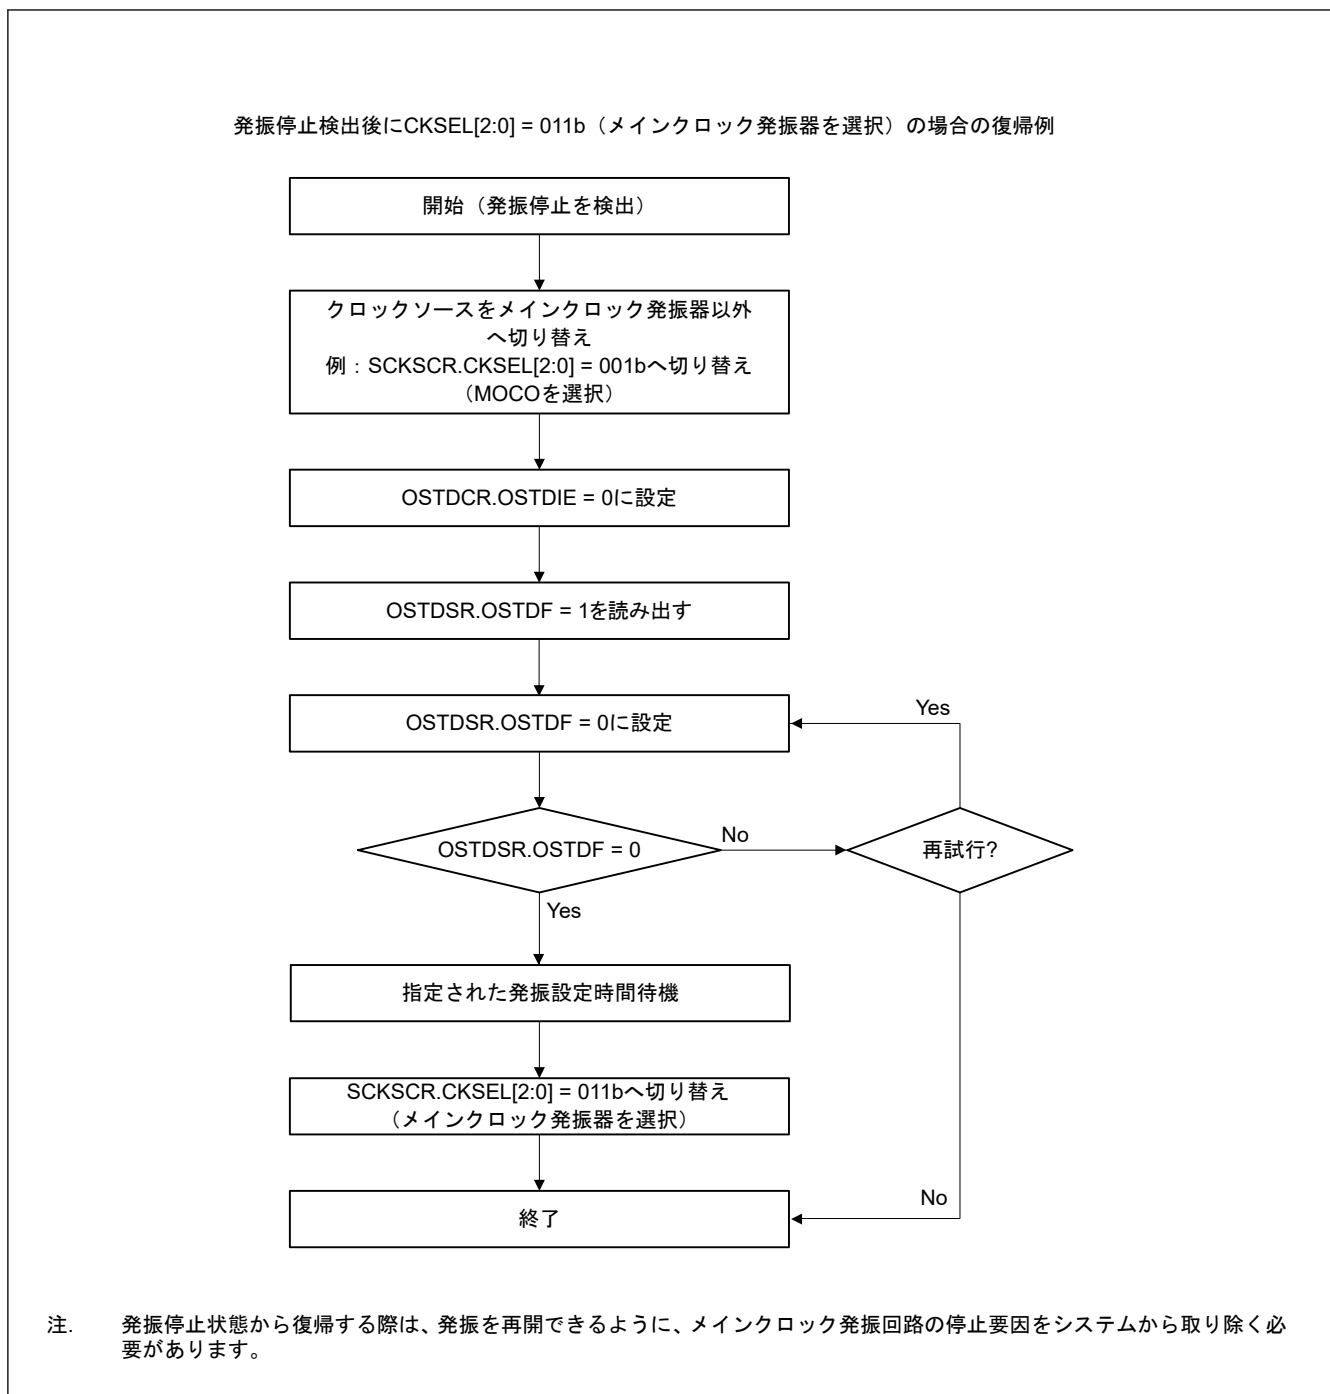 発振停止検出後にCKSEL[2:0] = 011b（メインクロック発振器を選択）の場合の復帰例
開始（発振停止を検出）
クロックソースをメインクロック発振器以外
へ切り替え
例：SCKSCR.CKSEL[2:0] = 001bへ切り替え
（MOCOを選択）
OSTDCR.OSTDIE = 0に設定
OSTDSR.OSTDF = 1を読み出す
OSTDSR.OSTDF = 0に設定
Yes
OSTDSR.OSTDF = 0
No
再試行?
Yes
指定された発振設定時間待機
SCKSCR.CKSEL[2:0] = 011bへ切り替え
（メインクロック発振器を選択）
No
終了
注. 発振停止状態から復帰する際は、発振を再開できるように、メインクロック発振回路の停止要因をシステムから取り除く必
要があります。